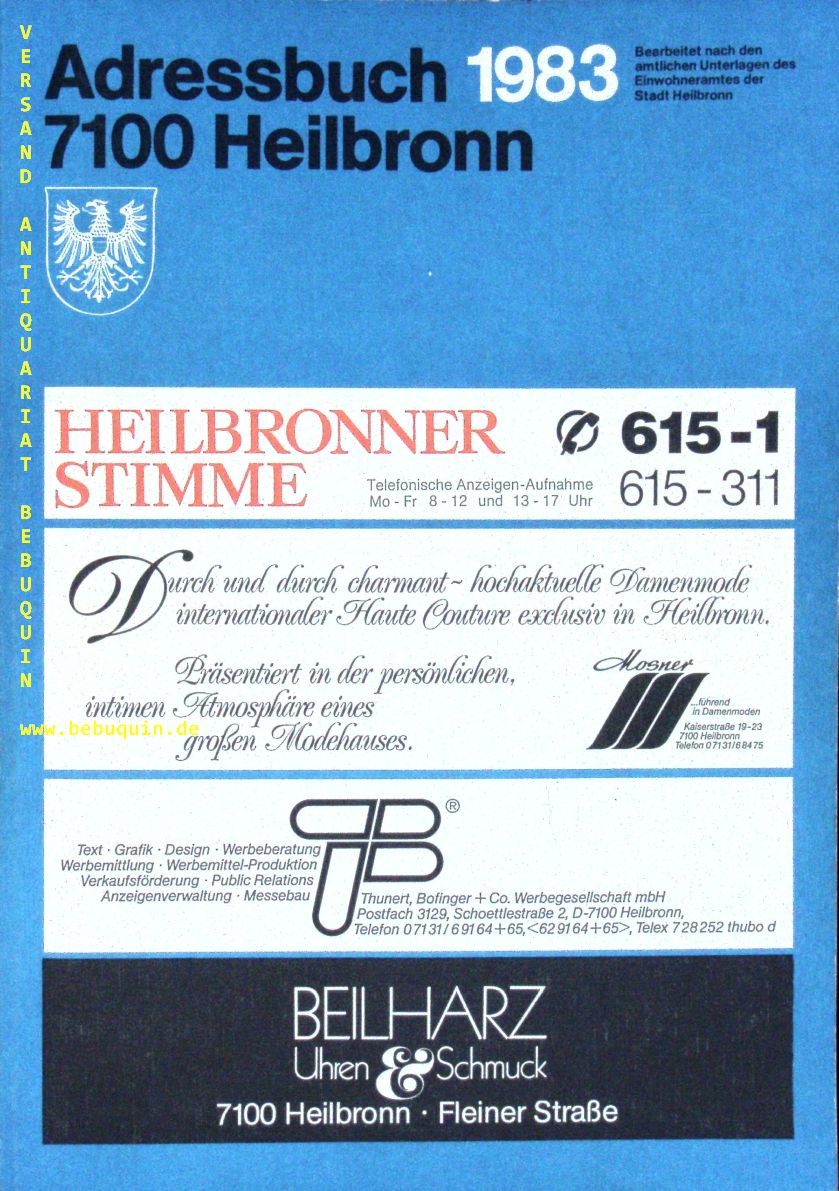 Adressbuch 1983
7100 Heilbronn
Bearbeitet nach den
amtlichen Unterlagen des
Einwohneramtes der
Stadt Heilbronn
VERSAND ANTIQUARIAT BEBUQUIN
www.bebuquin.de
HEILBRONNER
STIMME
Telefonische Anzeigen-Aufnahme
Mo - Fr 8 - 12 und 13 - 17 Uhr
615-1
615-311
Durch und durch charmant ~ hochaktuelle Damenmode
internationaler Haute Couture exclusiv in Heilbronn.
Präsentiert in der persönlichen,
intimen Atmosphäre eines
großen Modehauses.
Mosner
...führend
in Damenmoden
Kaiserstraße 19-23
7100 Heilbronn
Telefon 07131/68475
®
Text · Grafik · Design · Werbeberatung
Werbemittlung · Werbemittel-Produktion
Verkaufsförderung · Public Relations
Anzeigenverwaltung · Messebau
Thunert, Bofinger + Co. Werbegesellschaft mbH
Postfach 3129, Schoettlestraße 2, D-7100 Heilbronn,
Telefon 07131/69164+65,<629164+65>, Telex 728252 thubo d
BEILHARZ
Uhren & Schmuck
7100 Heilbronn · Fleiner Straße